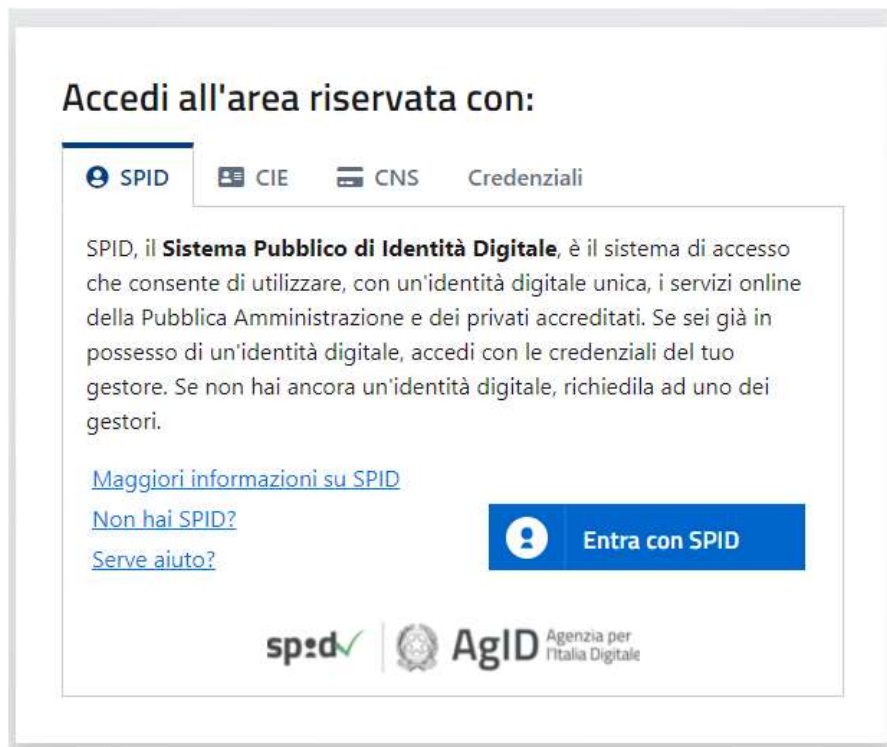 Accedi all'area riservata con:
SPID CIE CNS Credenziali
SPID, il Sistema Pubblico di Identità Digitale, è il sistema di accesso
che consente di utilizzare, con un'identità digitale unica, i servizi online
della Pubblica Amministrazione e dei privati accreditati. Se sei già in
possesso di un'identità digitale, accedi con le credenziali del tuo
gestore. Se non hai ancora un'identità digitale, richiedila ad uno dei
gestori.
Maggiori informazioni su SPID
Non hai SPID?
Serve aiuto?
Entra con SPID
spid AgID Agenzia per
l'Italia Digitale